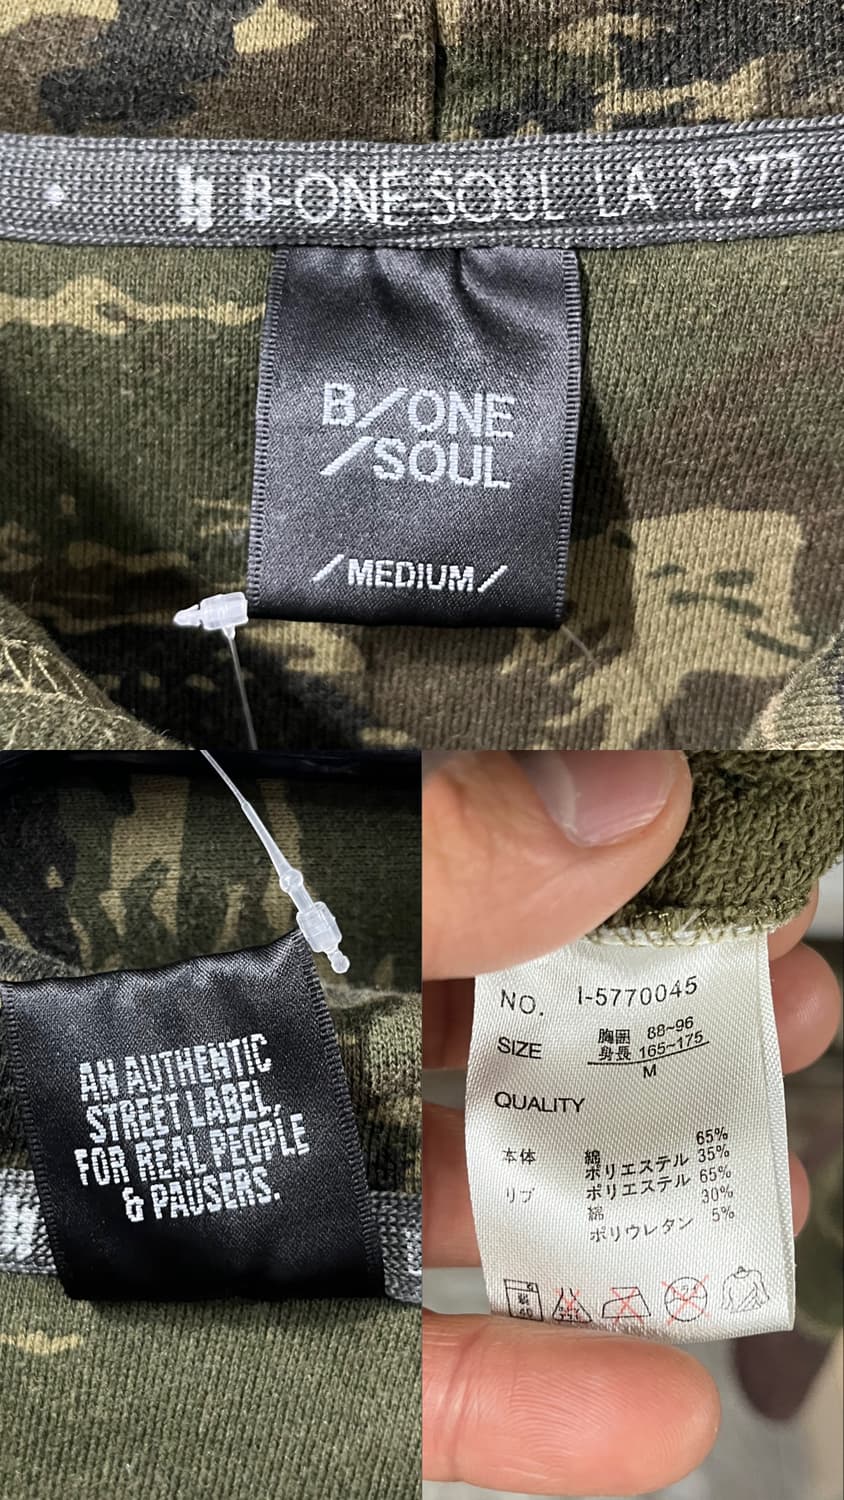 B-ONE-SOUL LA 1977
B/ONE
/SOUL
/MEDIUM/
AN AUTHENTIC
STREET LABEL,
FOR REAL PEOPLE
& PAUSERS.
NO. I-5770045
SIZE 胸囲 88~96
身長 165~175
M
QUALITY
本体 綿 65%
ポリエステル 35%
リブ ポリエステル 65%
綿 30%
ポリウレタン 5%